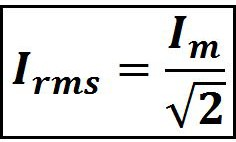 I_rms = I_m / √2